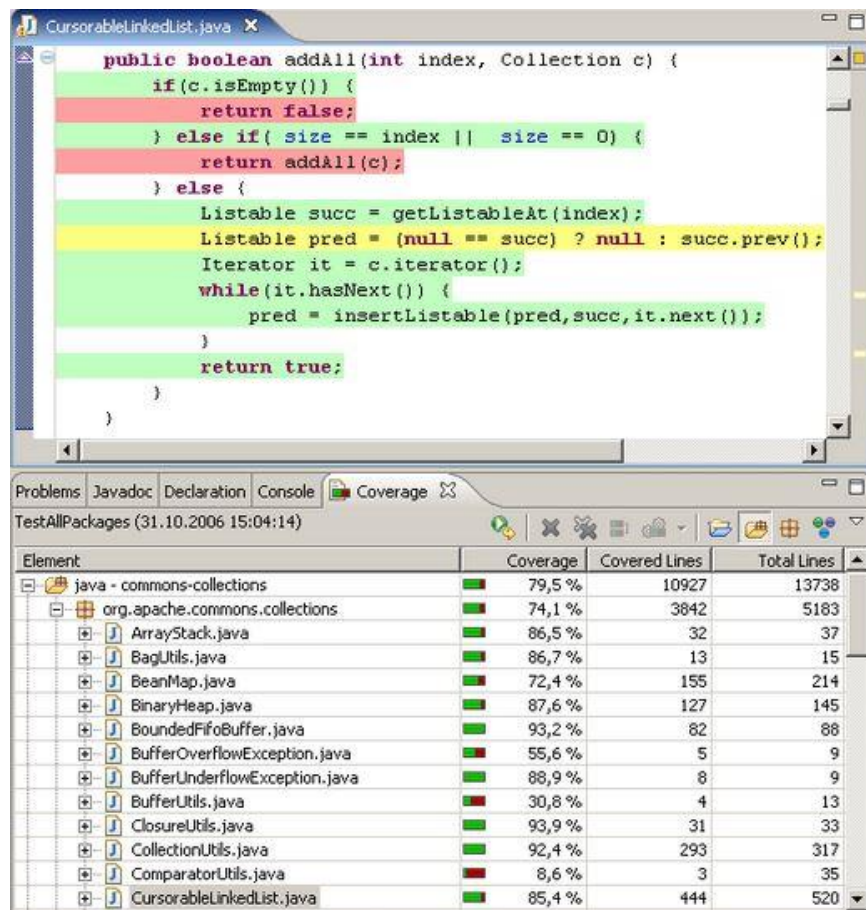 CursorableLinkedList.java
public boolean addAll(int index, Collection c) {
if(c.isEmpty()) {
return false;
} else if( size == index || size == 0) {
return addAll(c);
} else {
Listable succ = getListableAt(index);
Listable pred = (null == succ) ? null : succ.prev();
Iterator it = c.iterator();
while(it.hasNext()) {
pred = insertListable(pred,succ,it.next());
}
return true;
}
}
Problems Javadoc Declaration Console Coverage
TestAllPackages (31.10.2006 15:04:14)
Element Coverage Covered Lines Total Lines
java - commons-collections 79,5 % 10927 13738
org.apache.commons.collections 74,1 % 3842 5183
ArrayStack.java 86,5 % 32 37
BagUtils.java 86,7 % 13 15
BeanMap.java 72,4 % 155 214
BinaryHeap.java 87,6 % 127 145
BoundedFifoBuffer.java 93,2 % 82 88
BufferOverflowException.java 55,6 % 5 9
BufferUnderflowException.java 88,9 % 8 9
BufferUtils.java 30,8 % 4 13
ClosureUtils.java 93,9 % 31 33
CollectionUtils.java 92,4 % 293 317
ComparatorUtils.java 8,6 % 3 35
CursorableLinkedList.java 85,4 % 444 520